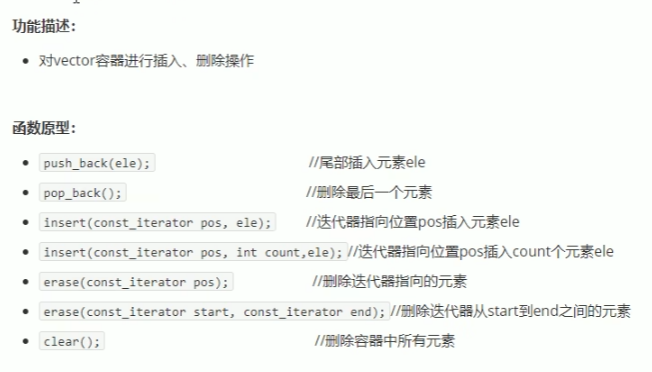 功能描述：
对vector容器进行插入、删除操作
函数原型：
push_back(ele); //尾部插入元素ele
pop_back(); //删除最后一个元素
insert(const_iterator pos, ele); //迭代器指向位置pos插入元素ele
insert(const_iterator pos, int count,ele); //迭代器指向位置pos插入count个元素ele
erase(const_iterator pos); //删除迭代器指向的元素
erase(const_iterator start, const_iterator end); //删除迭代器从start到end之间的元素
clear(); //删除容器中所有元素